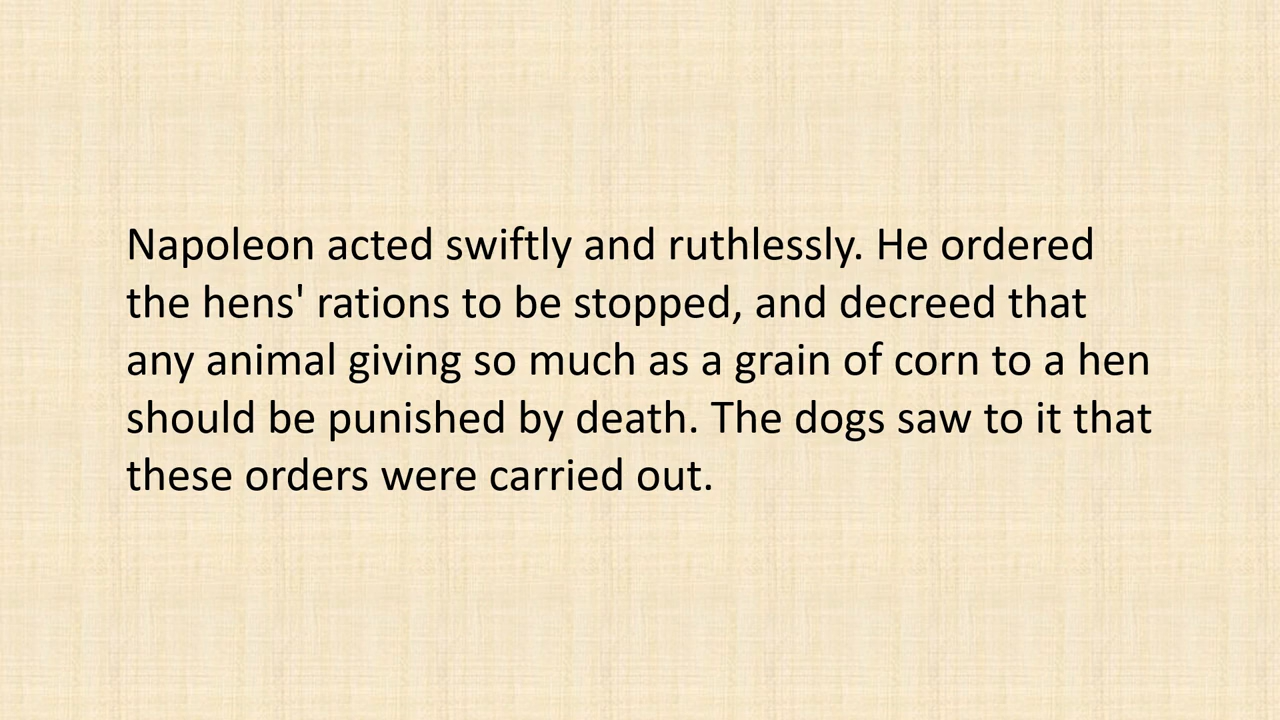 Napoleon acted swiftly and ruthlessly. He ordered
the hens' rations to be stopped, and decreed that
any animal giving so much as a grain of corn to a hen
should be punished by death. The dogs saw to it that
these orders were carried out.